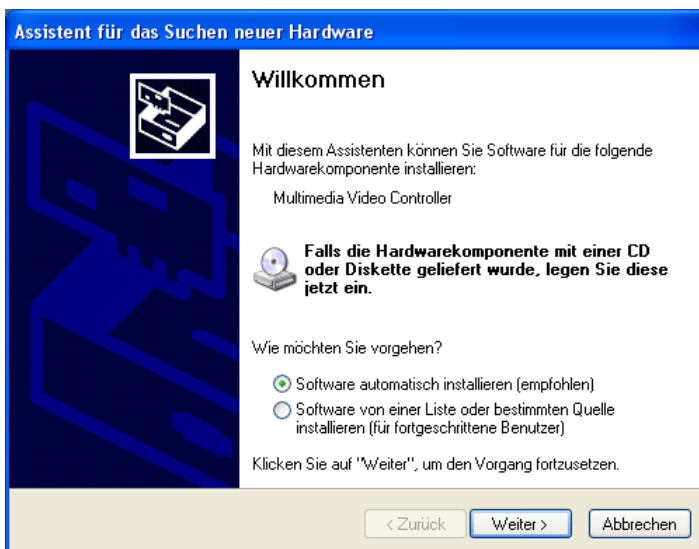 Assistent für das Suchen neuer Hardware
Willkommen
Mit diesem Assistenten können Sie Software für die folgende
Hardwarekomponente installieren:
Multimedia Video Controller
Falls die Hardwarekomponente mit einer CD
oder Diskette geliefert wurde, legen Sie diese
jetzt ein.
Wie möchten Sie vorgehen?
Software automatisch installieren (empfohlen)
Software von einer Liste oder bestimmten Quelle
installieren (für fortgeschrittene Benutzer)
Klicken Sie auf "Weiter", um den Vorgang fortzusetzen.
< Zurück Weiter > Abbrechen